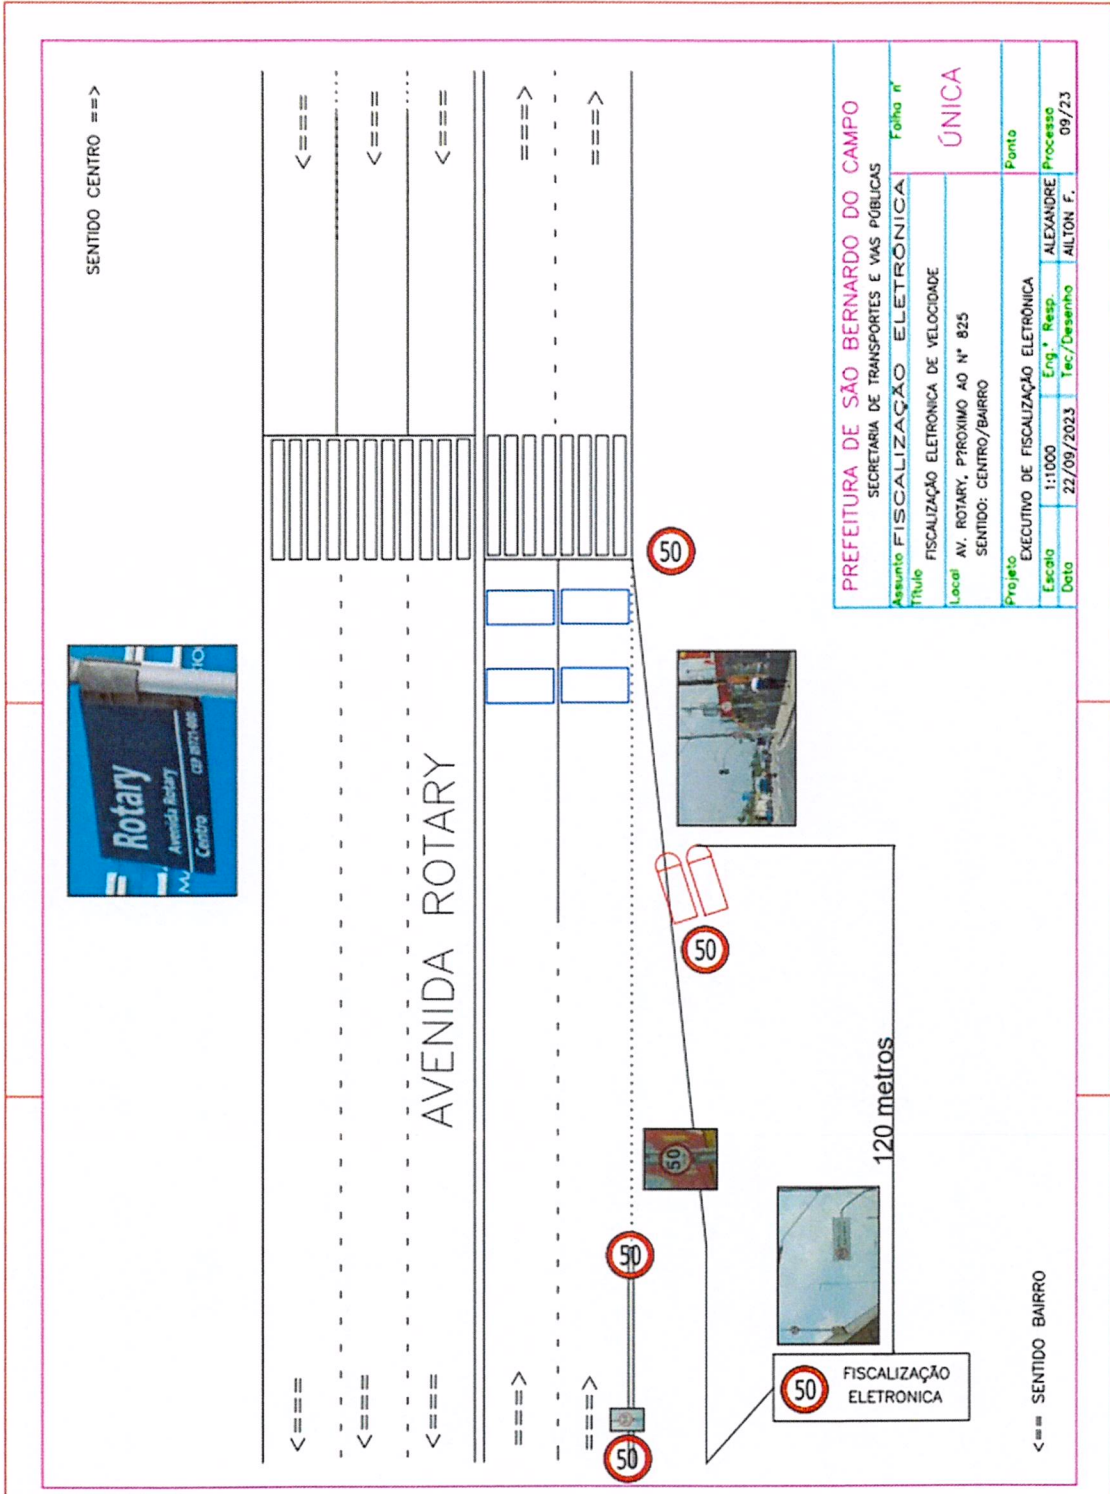 SENTIDO CENTRO ==>
Rotary
Avenida Rotary
Centro
<====
<====
<====
====>
====>
AVENIDA ROTARY
50
50
50
50
50
<====
<====
<====
====>
====>
120 metros
50
FISCALIZAÇÃO
ELETRONICA
<== SENTIDO BAIRRO
PREFEITURA DE SÃO BERNARDO DO CAMPO
SECRETARIA DE TRANSPORTES E VIAS PÚBLICAS
Assunto FISCALIZAÇÃO ELETRÔNICA
Folha nº
ÚNICA
Título
FISCALIZAÇÃO ELETRONICA DE VELOCIDADE
Local AV. ROTARY, P?ROXIMO AO Nº 825
SENTIDO: CENTRO/BAIRRO
Projeto
EXECUTIVO DE FISCALIZAÇÃO ELETRÔNICA
Ponto
Escala 1:1000 Eng.º Resp. ALEXANDRE Processo
Data 22/09/2023 Tec/Desenho AILTON F. 09/23